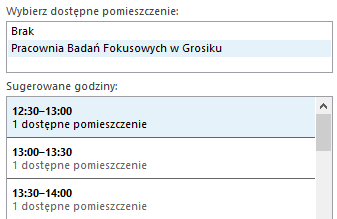 Wybierz dostępne pomieszczenie:
Brak
Pracownia Badań Fokusowych w Grosiku
Sugerowane godziny:
12:30–13:00
1 dostępne pomieszczenie
13:00–13:30
1 dostępne pomieszczenie
13:30–14:00
1 dostępne pomieszczenie